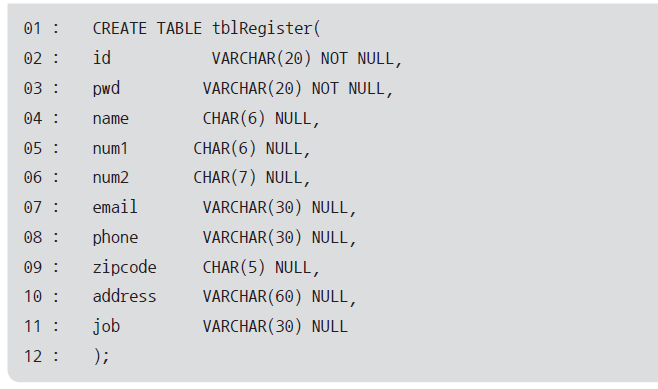 01 : CREATE TABLE tblRegister(
02 : id VARCHAR(20) NOT NULL,
03 : pwd VARCHAR(20) NOT NULL,
04 : name CHAR(6) NULL,
05 : num1 CHAR(6) NULL,
06 : num2 CHAR(7) NULL,
07 : email VARCHAR(30) NULL,
08 : phone VARCHAR(30) NULL,
09 : zipcode CHAR(5) NULL,
10 : address VARCHAR(60) NULL,
11 : job VARCHAR(30) NULL
12 : );